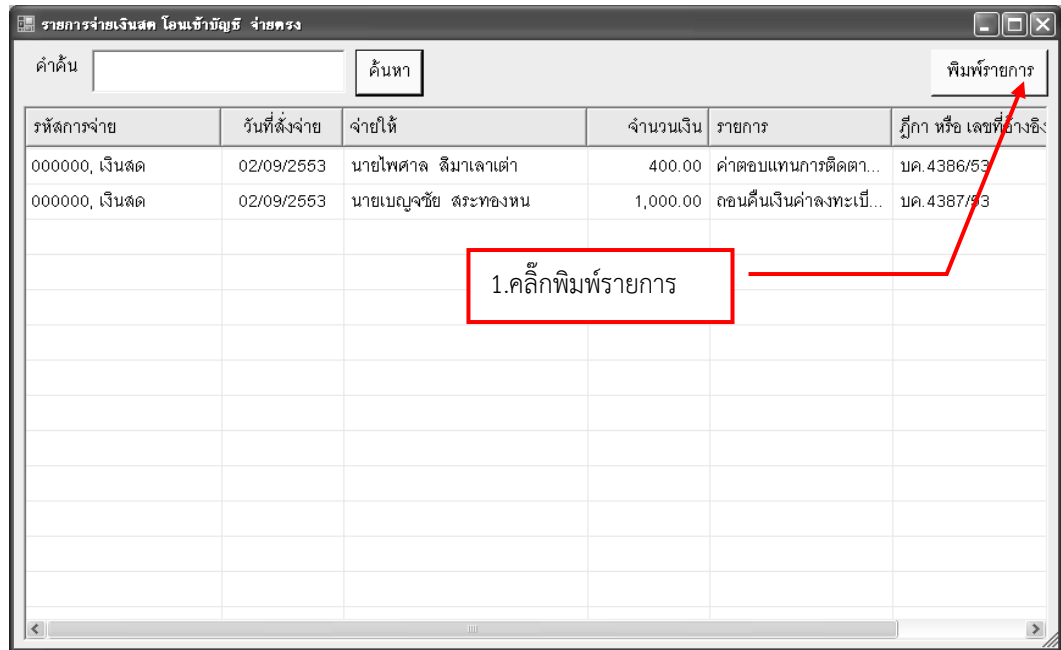 รายการจ่ายเงินสด โอนเข้าบัญชี จ่ายตรง
คำค้น ค้นหา พิมพ์รายการ
รหัสการจ่าย วันที่สั่งจ่าย จ่ายให้ จำนวนเงิน รายการ ฎีกา หรือ เลขที่อ้างอิง
000000, เงินสด 02/09/2553 นายไพศาล ลิมาเลาเต่า 400.00 ค่าตอบแทนการติดตา... บค.4386/53
000000, เงินสด 02/09/2553 นายเบญจชัย สระทองหน 1,000.00 ถอนคืนเงินค่าลงทะเบี... บค.4387/53
1.คลิ๊กพิมพ์รายการ